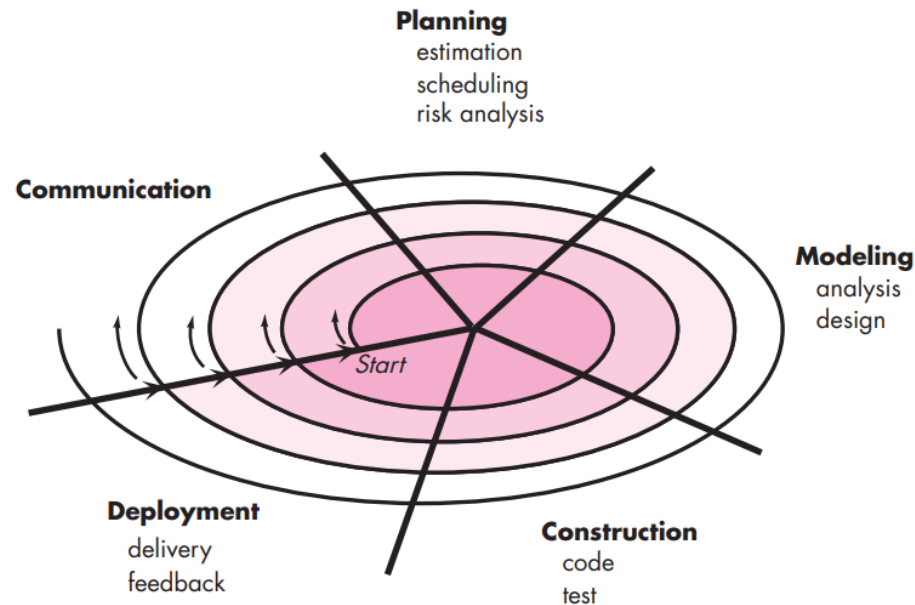 Planning
estimation
scheduling
risk analysis
Communication
Modeling
analysis
design
Start
Deployment
delivery
feedback
Construction
code
test